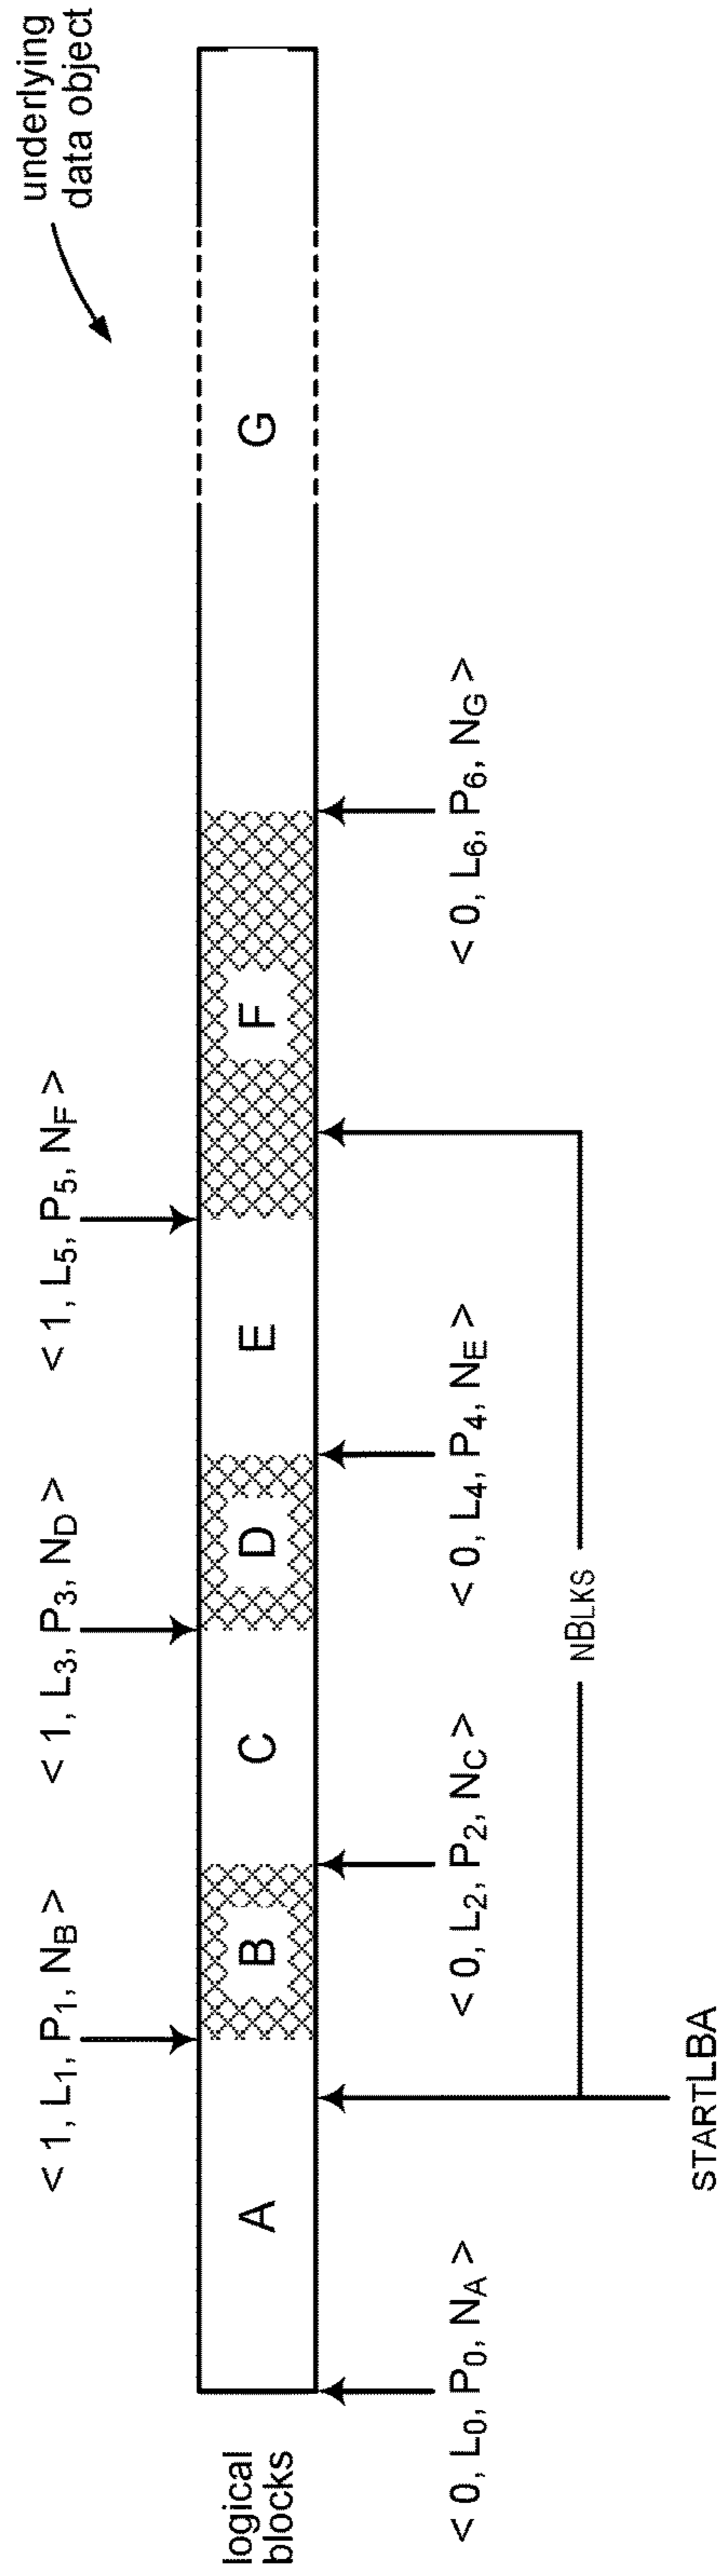 underlying
data object
< 1, L1, P1, NB >
< 1, L3, P3, ND >
< 1, L5, P5, NF >
logical
blocks
A
B
C
D
E
F
G
< 0, L0, P0, NA >
< 0, L2, P2, NC >
< 0, L4, P4, NE >
< 0, L6, P6, NG >
NBLKS
STARTLBA